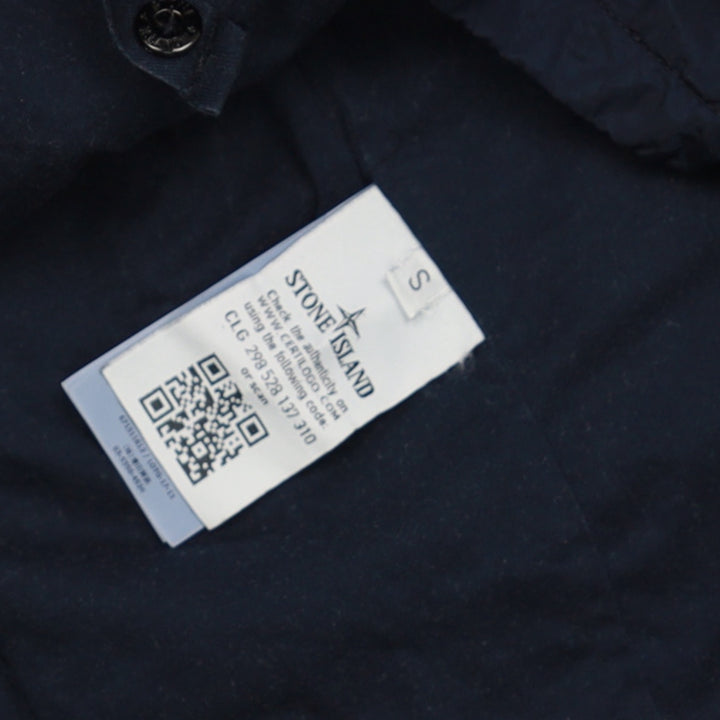 S
STONE ISLAND
Check the authenticity on
WWW.CERTILOGO.COM
using the following code:
CLG 298 528 137 310
or scan